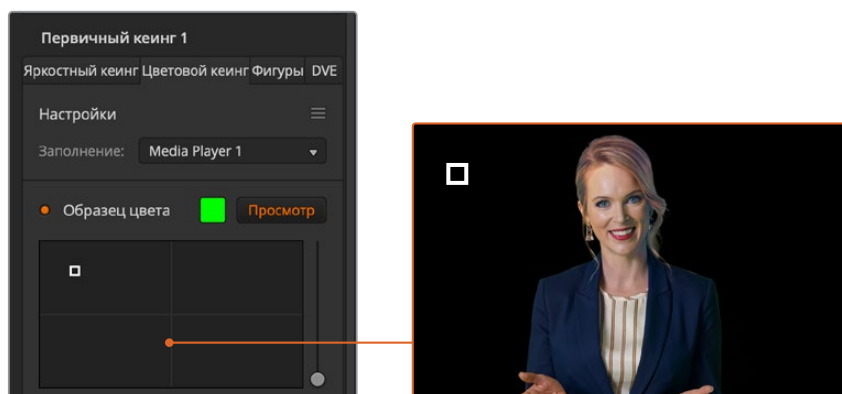 Первичный кеинг 1
Яркостный кеинг Цветовой кеинг Фигуры DVE
Настройки
Заполнение: Media Player 1
Образец цвета Просмотр